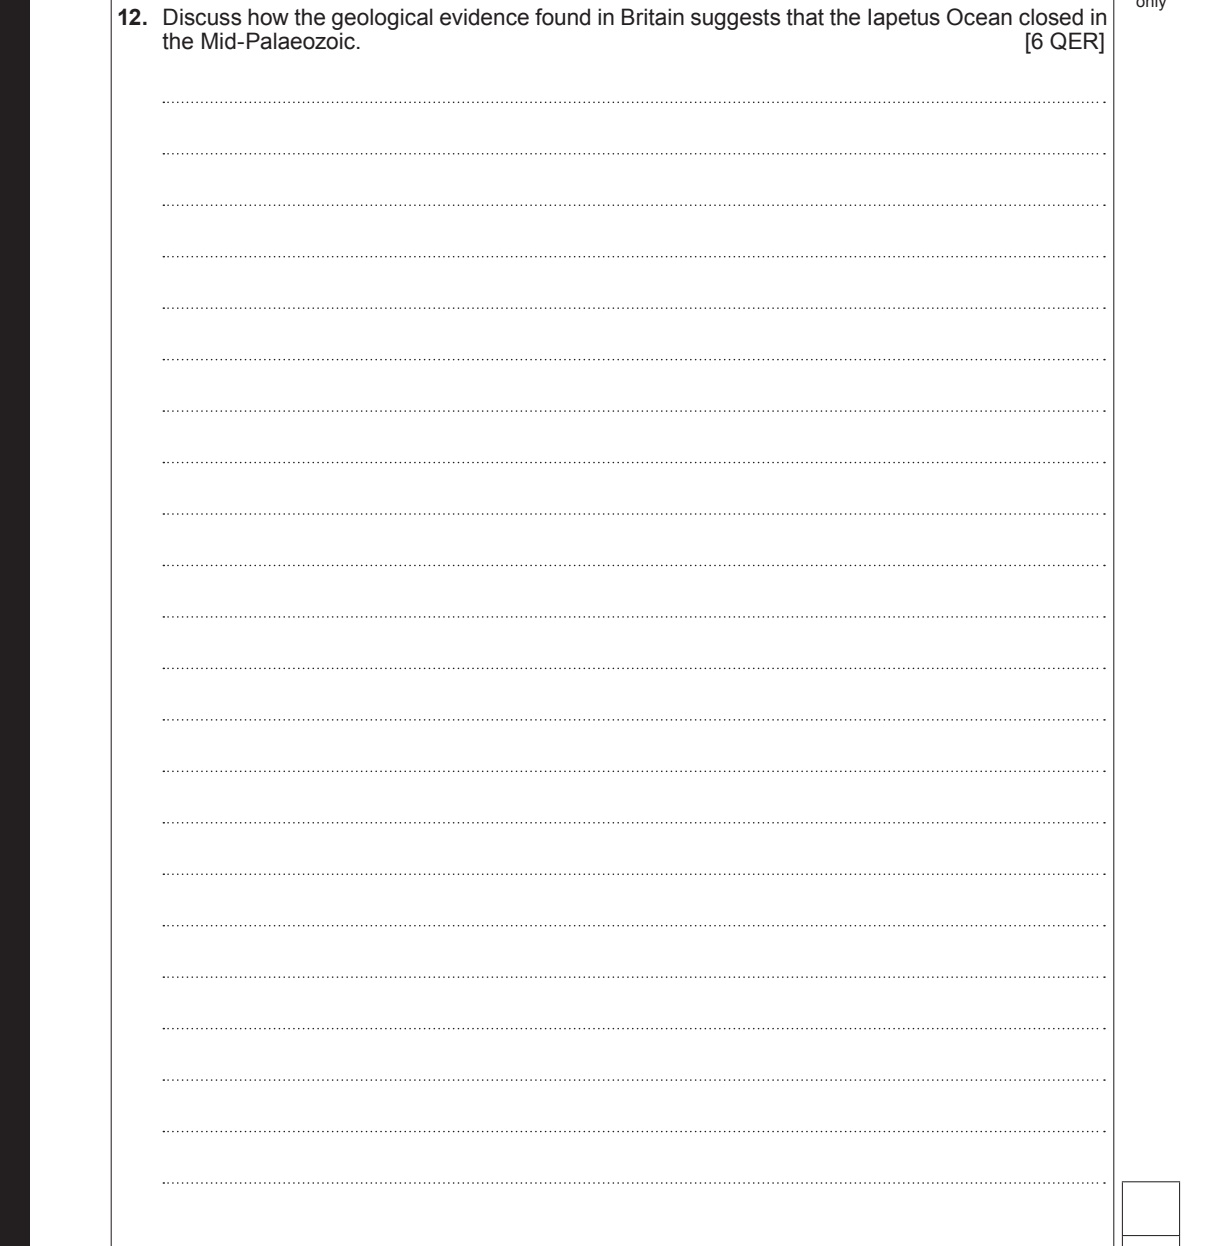 only
12. Discuss how the geological evidence found in Britain suggests that the Iapetus Ocean closed in
the Mid-Palaeozoic. [6 QER]